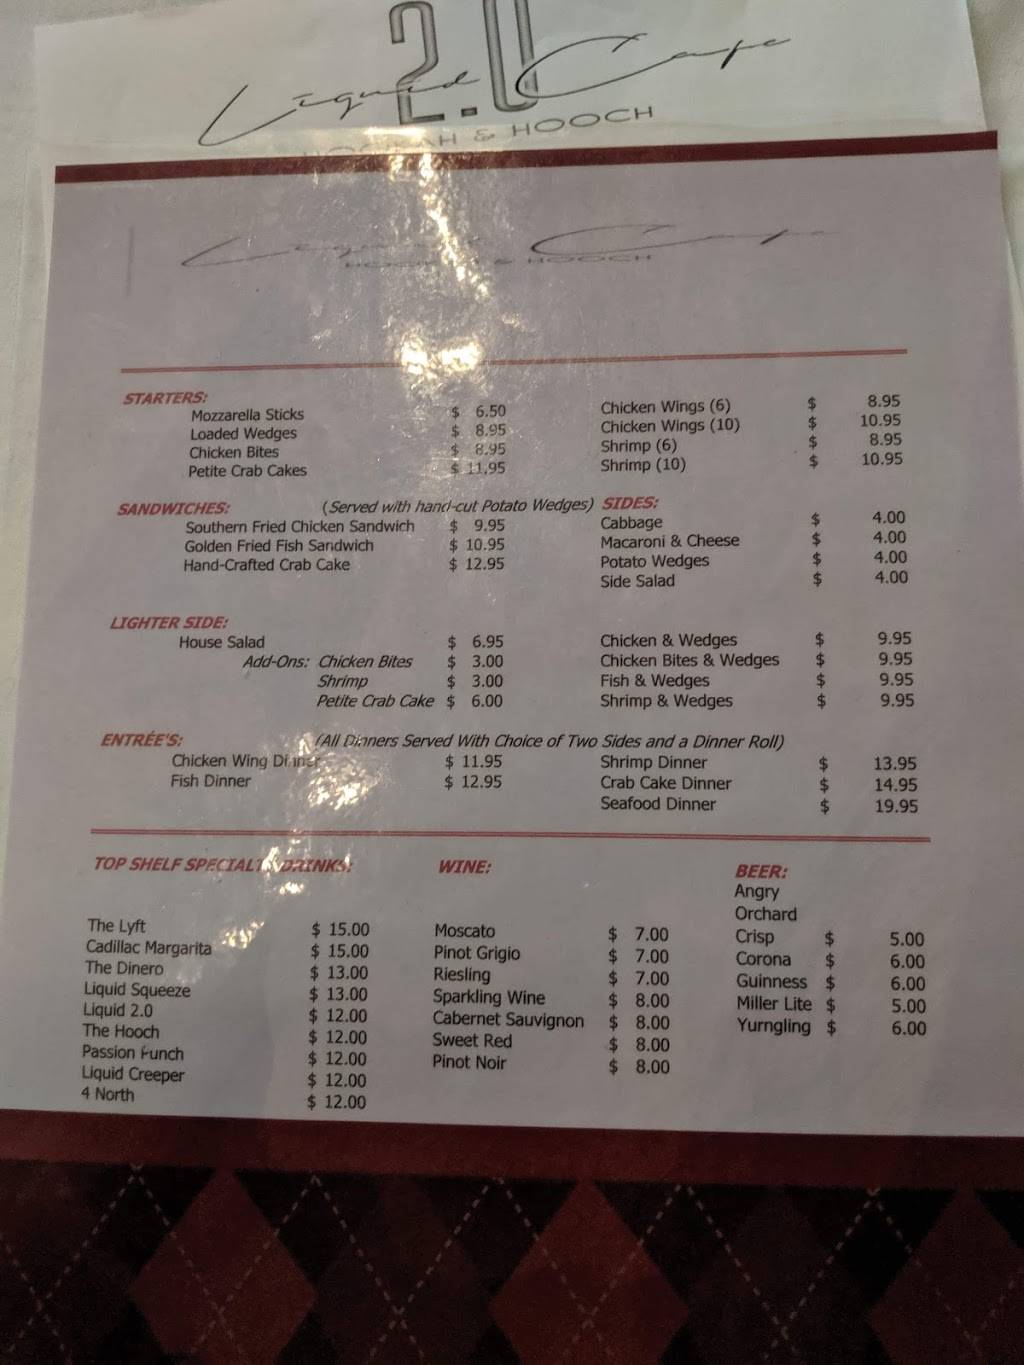 2.0
Liquid Cafe
& HOOCH
Liquid Cafe
& HOOCH
STARTERS:
Mozzarella Sticks $ 6.50
Loaded Wedges $ 8.95
Chicken Bites $ 8.95
Petite Crab Cakes $ 11.95
Chicken Wings (6) $ 8.95
Chicken Wings (10) $ 10.95
Shrimp (6) $ 8.95
Shrimp (10) $ 10.95
SANDWICHES: (Served with hand-cut Potato Wedges)
Southern Fried Chicken Sandwich $ 9.95
Golden Fried Fish Sandwich $ 10.95
Hand-Crafted Crab Cake $ 12.95
SIDES:
Cabbage $ 4.00
Macaroni & Cheese $ 4.00
Potato Wedges $ 4.00
Side Salad $ 4.00
LIGHTER SIDE:
House Salad $ 6.95
Add-Ons: Chicken Bites $ 3.00
Shrimp $ 3.00
Petite Crab Cake $ 6.00
Chicken & Wedges $ 9.95
Chicken Bites & Wedges $ 9.95
Fish & Wedges $ 9.95
Shrimp & Wedges $ 9.95
ENTRÉE'S: (All Dinners Served With Choice of Two Sides and a Dinner Roll)
Chicken Wing Dinner $ 11.95
Fish Dinner $ 12.95
Shrimp Dinner $ 13.95
Crab Cake Dinner $ 14.95
Seafood Dinner $ 19.95
TOP SHELF SPECIALTY DRINKS:
The Lyft $ 15.00
Cadillac Margarita $ 15.00
The Dinero $ 13.00
Liquid Squeeze $ 13.00
Liquid 2.0 $ 12.00
The Hooch $ 12.00
Passion Punch $ 12.00
Liquid Creeper $ 12.00
4 North $ 12.00
WINE:
Moscato $ 7.00
Pinot Grigio $ 7.00
Riesling $ 7.00
Sparkling Wine $ 8.00
Cabernet Sauvignon $ 8.00
Sweet Red $ 8.00
Pinot Noir $ 8.00
BEER:
Angry
Orchard
Crisp $ 5.00
Corona $ 6.00
Guinness $ 6.00
Miller Lite $ 5.00
Yurngling $ 6.00